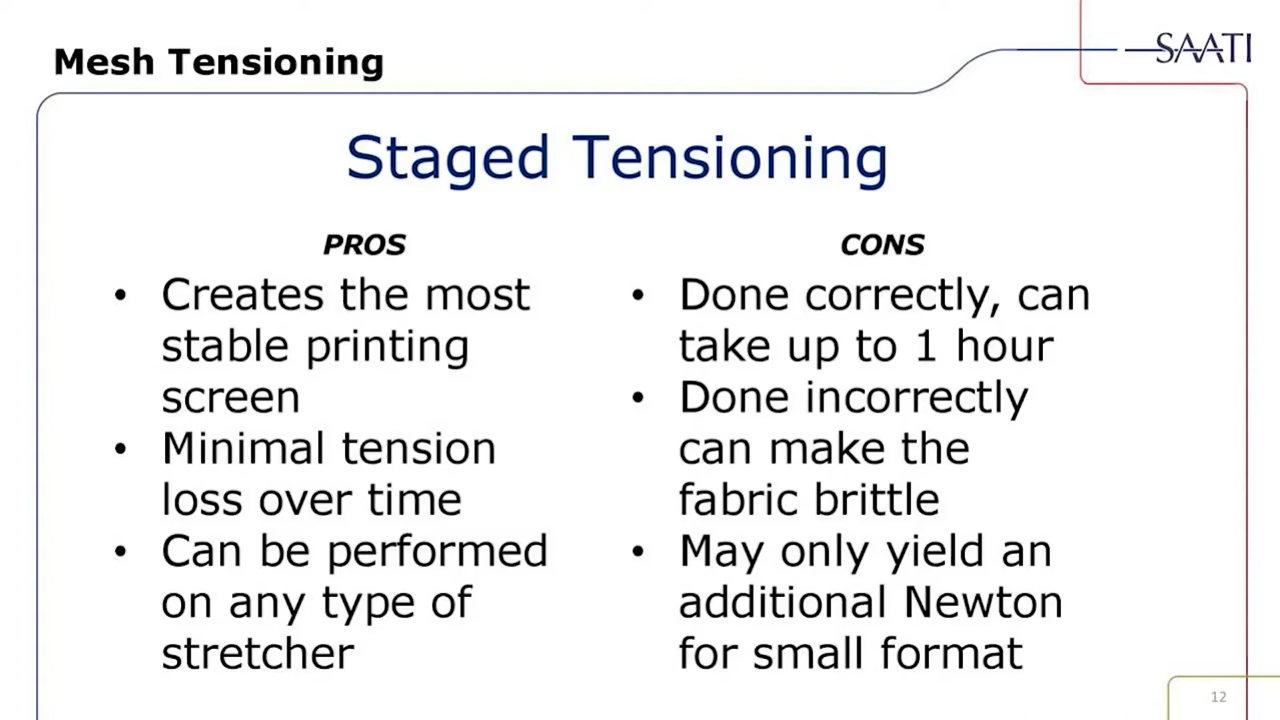 Mesh Tensioning
SAATI
Staged Tensioning
PROS
• Creates the most
stable printing
screen
• Minimal tension
loss over time
• Can be performed
on any type of
stretcher
CONS
• Done correctly, can
take up to 1 hour
• Done incorrectly
can make the
fabric brittle
• May only yield an
additional Newton
for small format
12